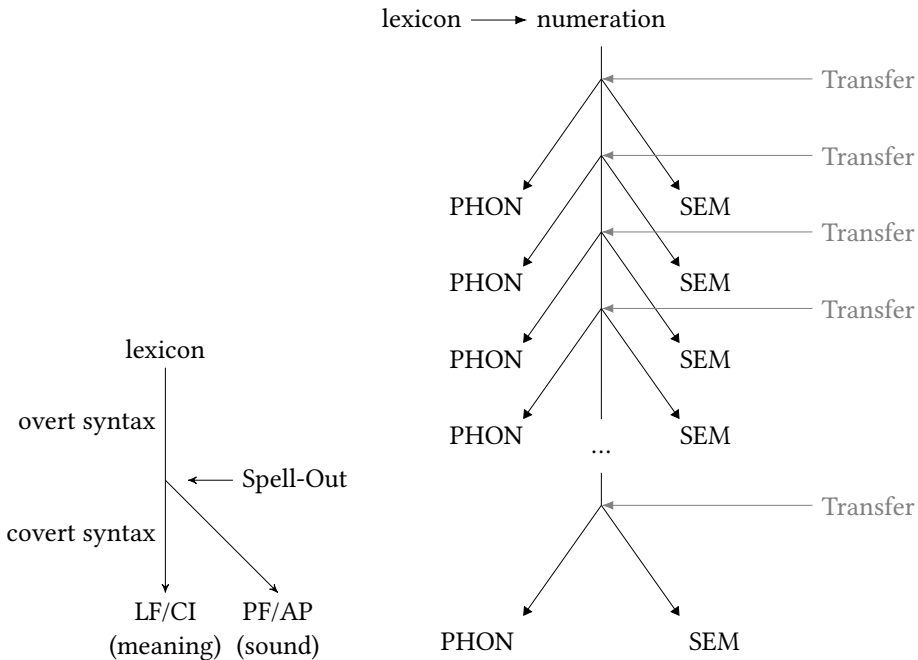 lexicon numeration
Transfer
Transfer
PHON SEM
Transfer
PHON SEM
Transfer
lexicon
PHON SEM
overt syntax
PHON SEM
...
Spell-Out
Transfer
covert syntax
LF/CI PF/AP
(meaning) (sound)
PHON SEM